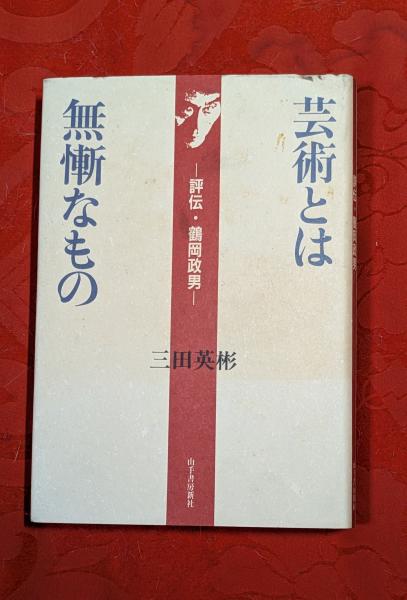 芸術とは
無慚なもの
—評伝・鶴岡政男—
三田英彬
山手書房新社